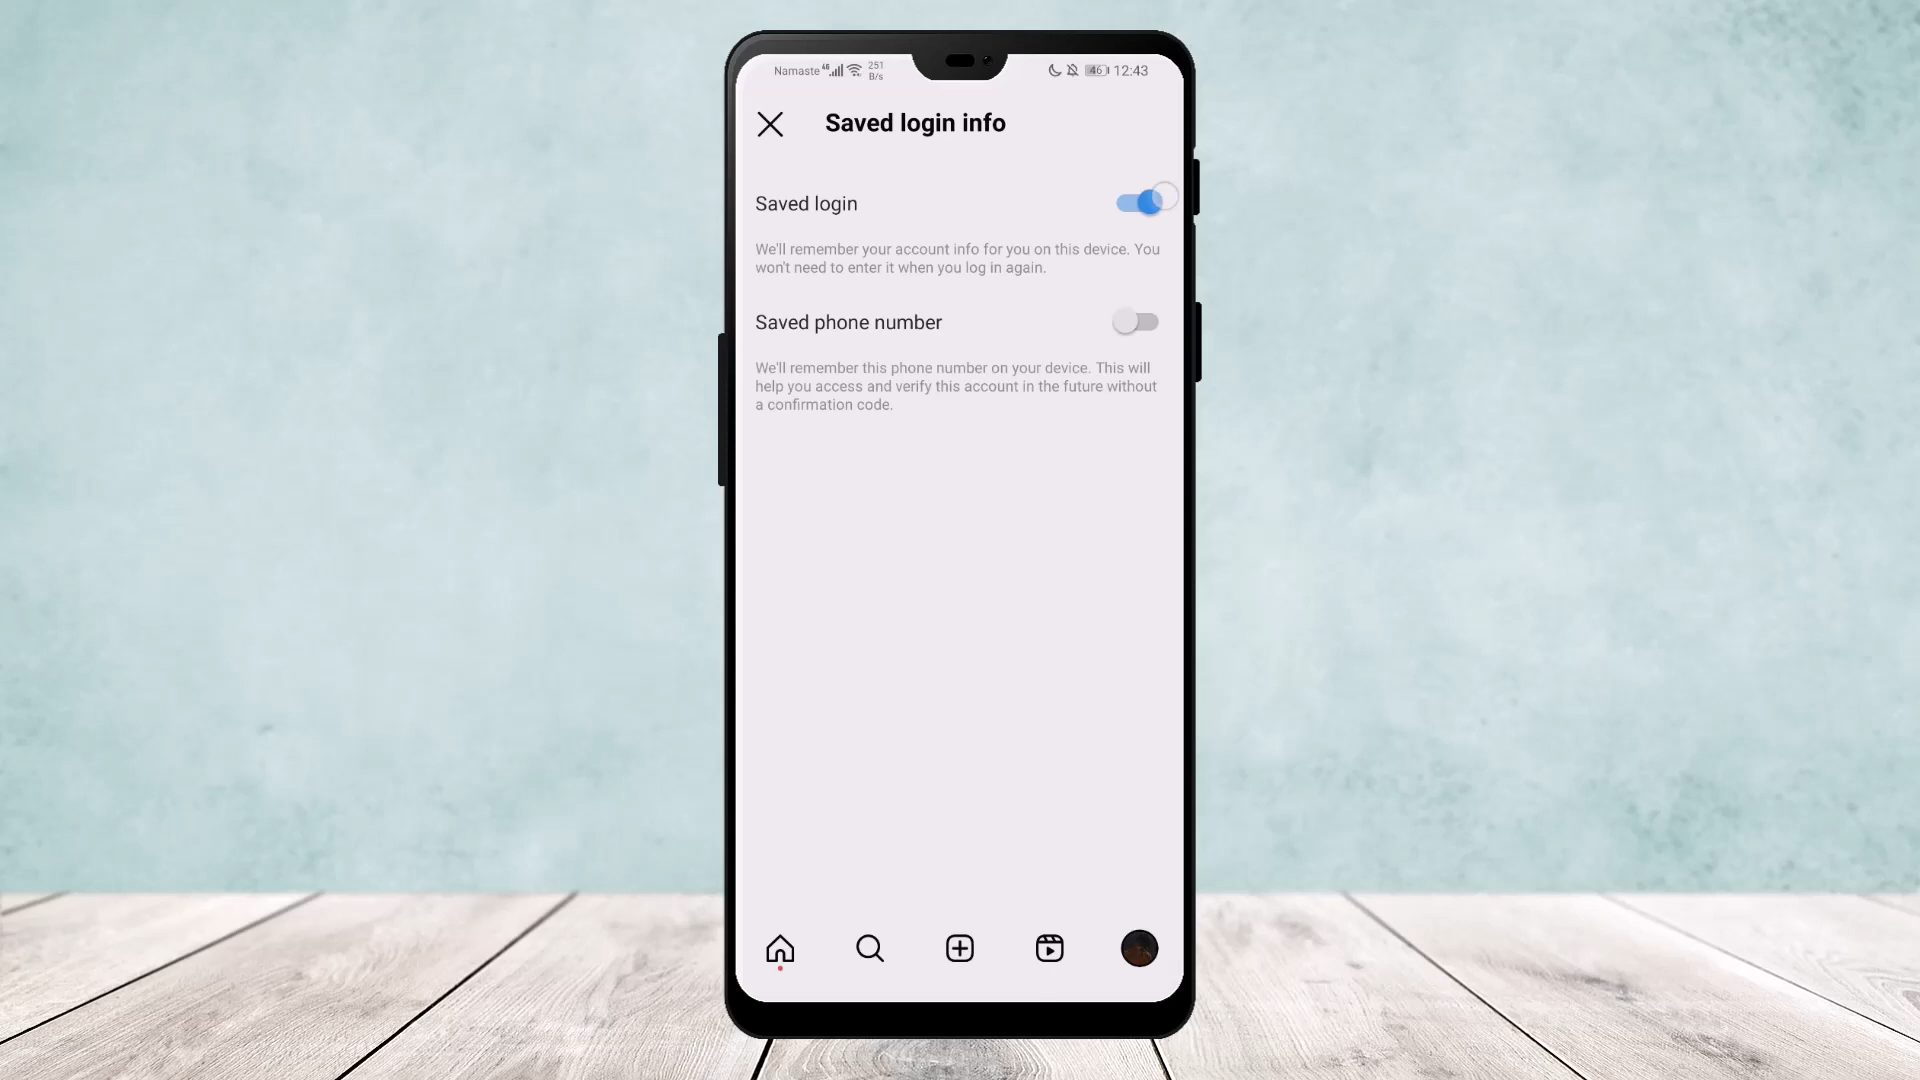 Namaste 4G 251 B/s 46 12:43
Saved login info
Saved login
We'll remember your account info for you on this device. You
won't need to enter it when you log in again.
Saved phone number
We'll remember this phone number on your device. This will
help you access and verify this account in the future without
a confirmation code.